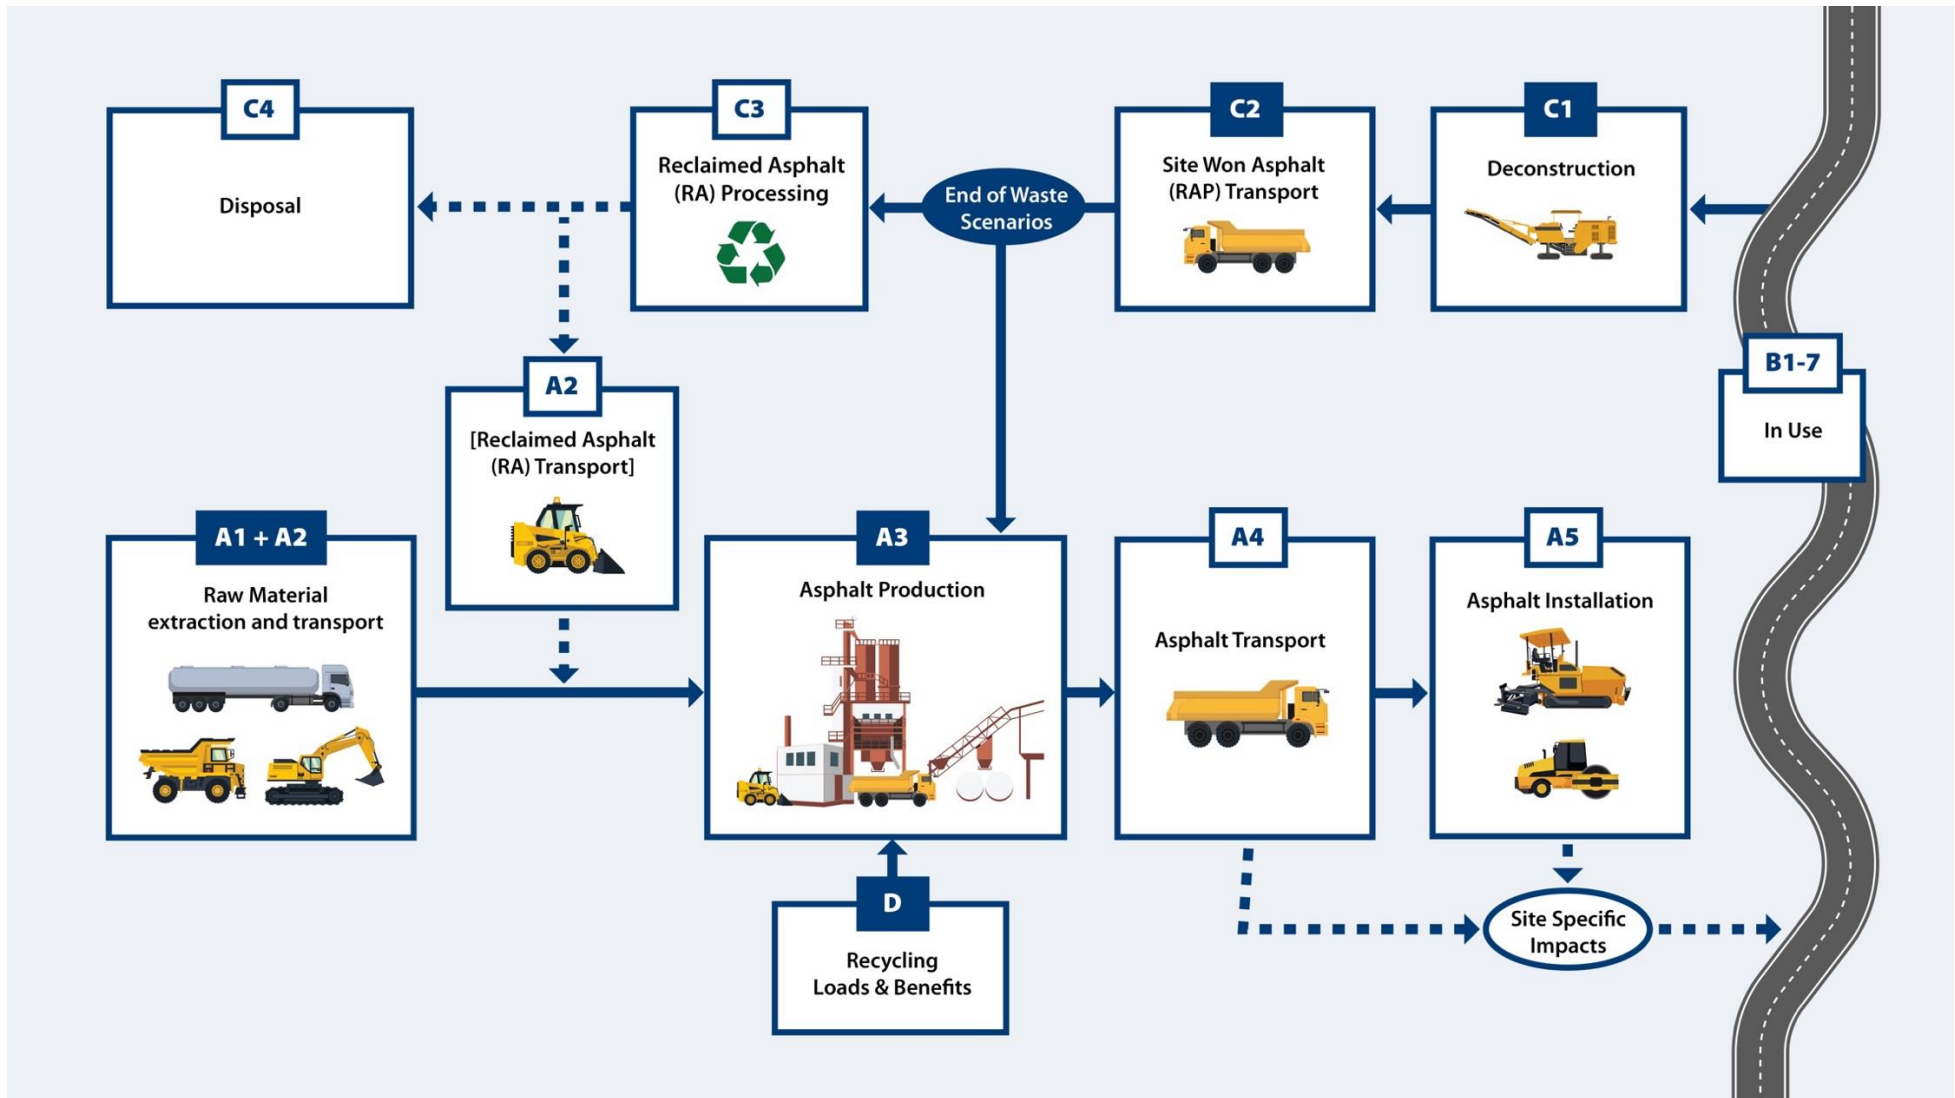 C4
Disposal
C3
Reclaimed Asphalt
(RA) Processing
End of Waste
Scenarios
C2
Site Won Asphalt
(RAP) Transport
C1
Deconstruction
B1-7
In Use
A2
[Reclaimed Asphalt
(RA) Transport]
A1 + A2
Raw Material
extraction and transport
A3
Asphalt Production
A4
Asphalt Transport
A5
Asphalt Installation
D
Recycling
Loads & Benefits
Site Specific
Impacts